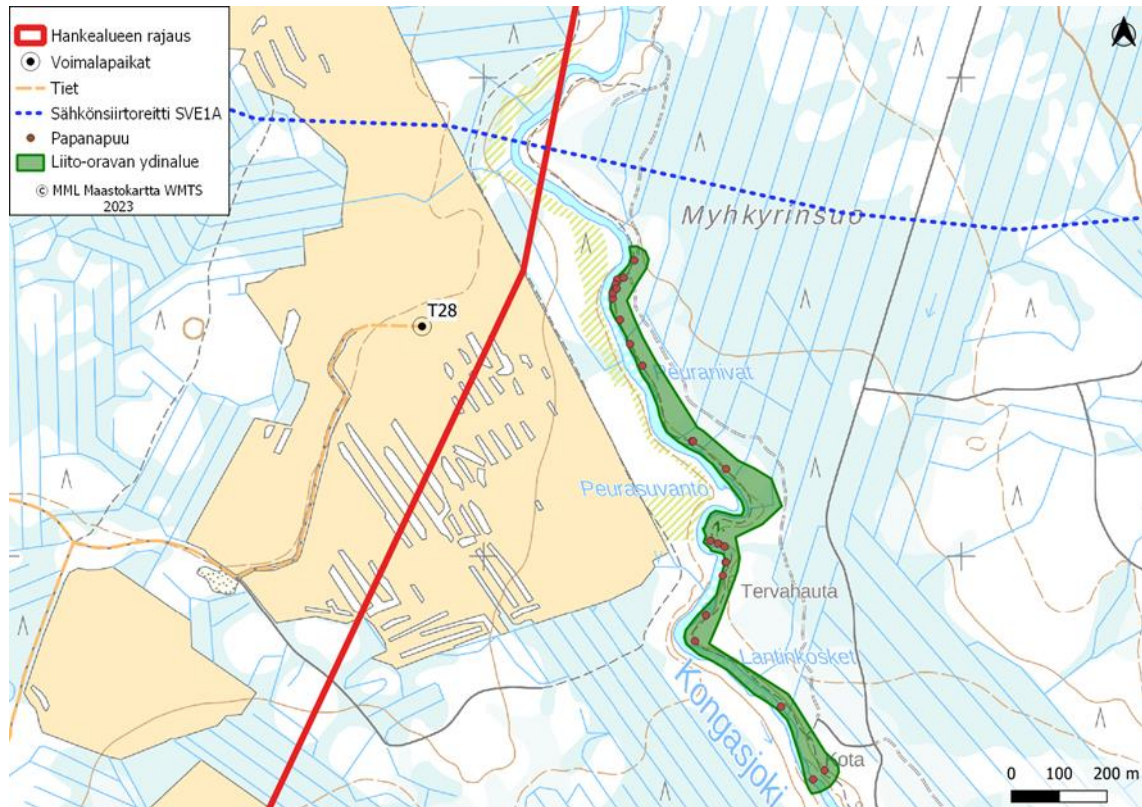 Hankealueen rajaus
Voimalapaikat
Tiet
Sähkönsiirtoreitti SVE1A
Papanapuu
Liito-oravan ydinalue
© MML Maastokartta WMTS
2023
Myhkyrinsuo
T28
Peuranivat
Peurasuvanto
Tervahauta
Lantinkosket
Kongasjoki
Kota
0 100 200 m